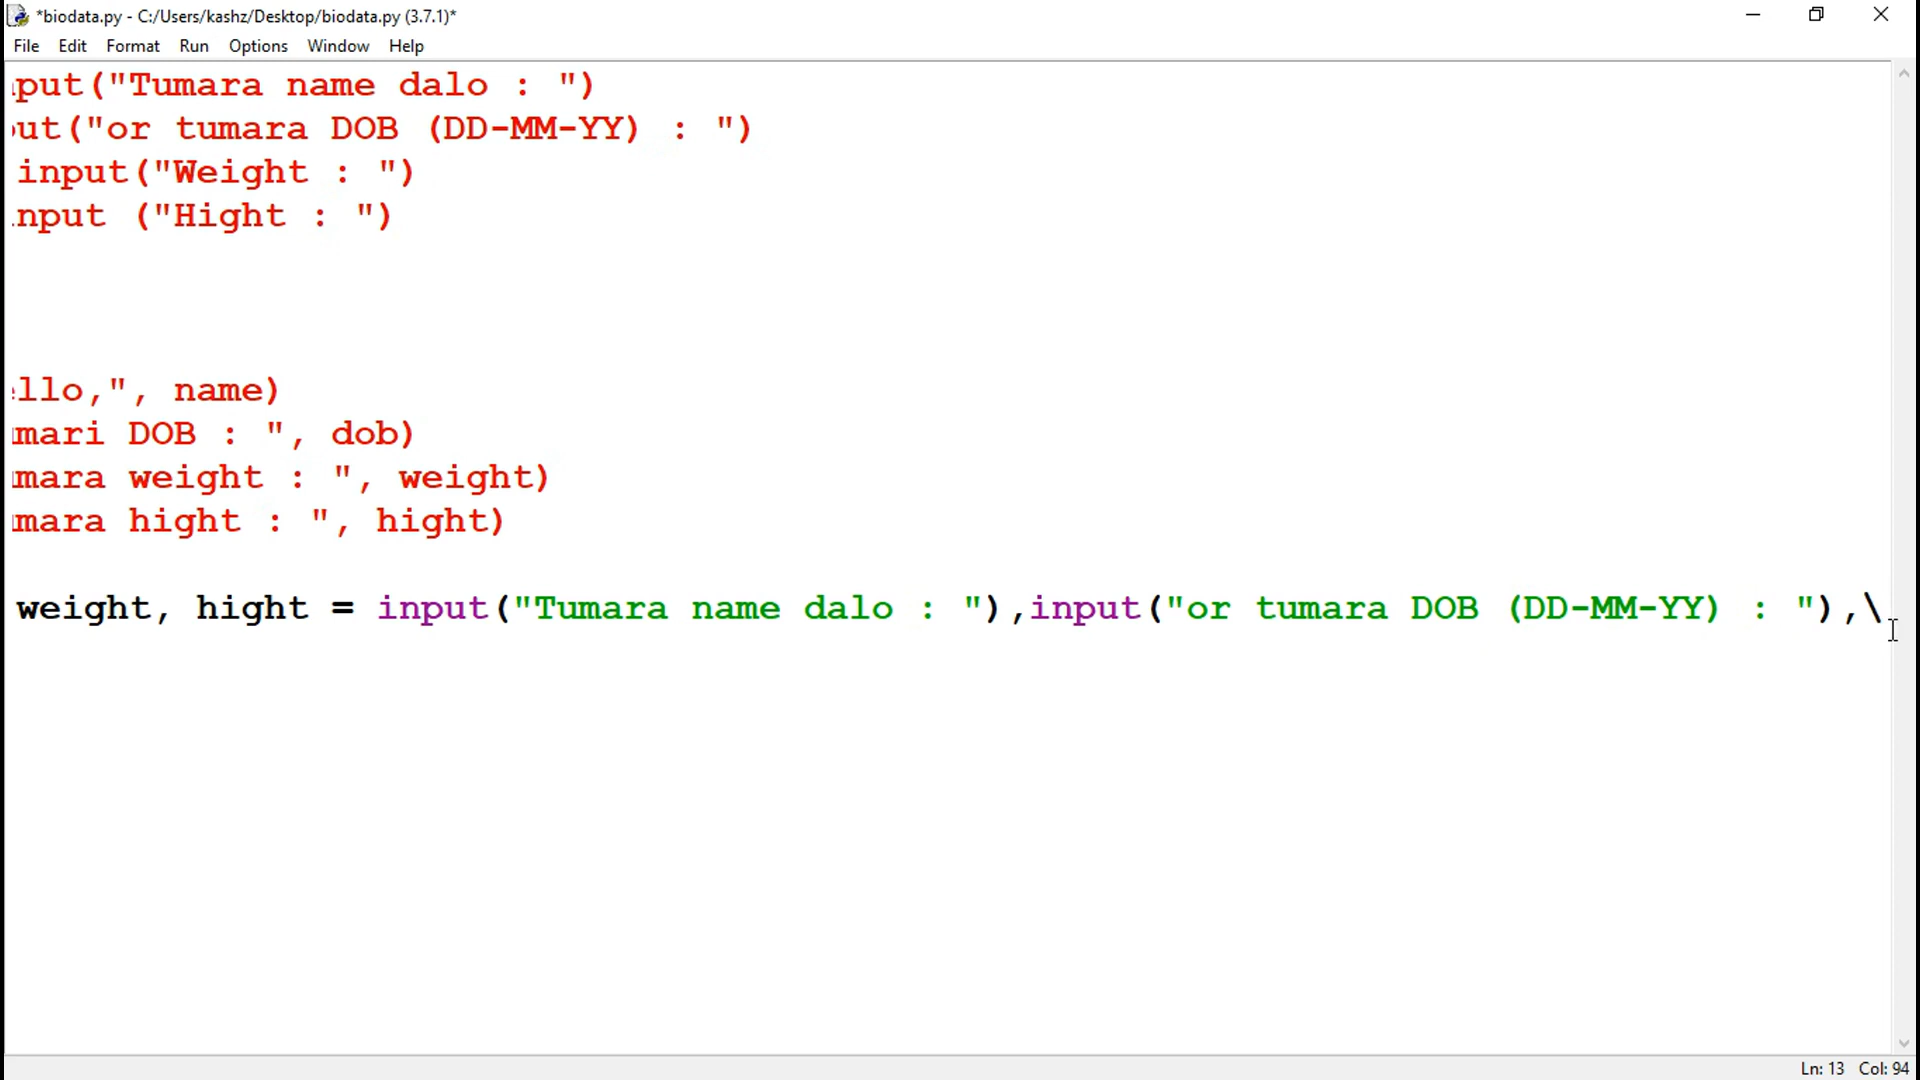 *biodata.py - C:/Users/kashz/Desktop/biodata.py (3.7.1)*
File Edit Format Run Options Window Help
put("Tumara name dalo : ")
ut("or tumara DOB (DD-MM-YY) : ")
input("Weight : ")
nput ("Hight : ")
llo,", name)
mari DOB : ", dob)
mara weight : ", weight)
mara hight : ", hight)
weight, hight = input("Tumara name dalo : "),input("or tumara DOB (DD-MM-YY) : "),\
Ln: 13 Col: 94